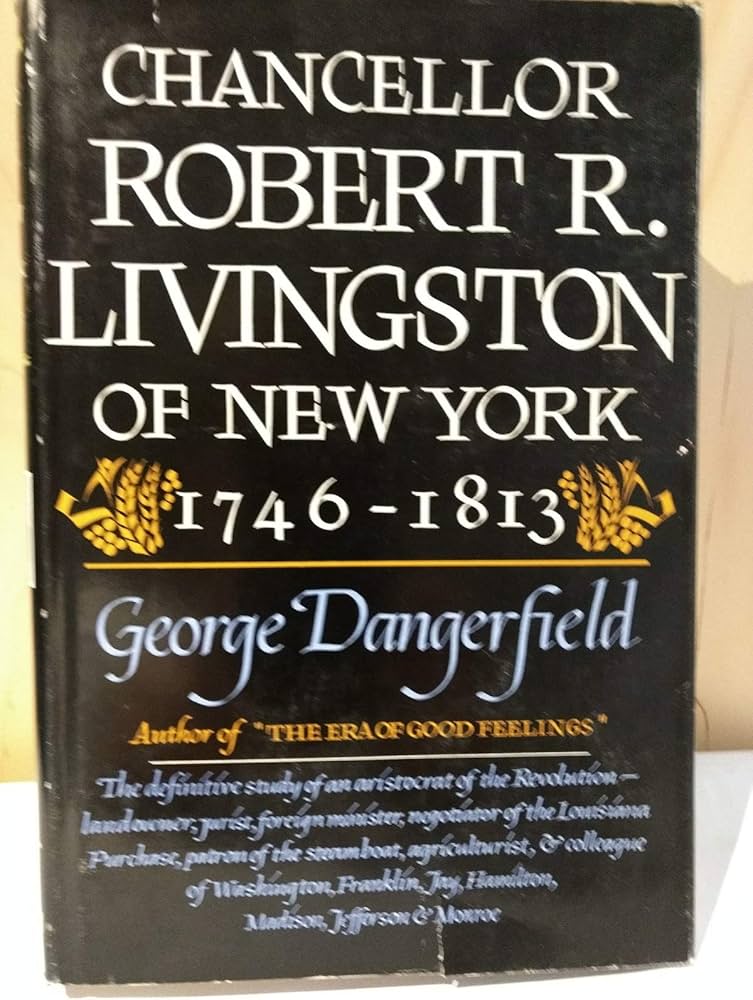 CHANCELLOR
ROBERT R.
LIVINGSTON
OF NEW YORK
1746-1813
George Dangerfield
Author of "THE ERA OF GOOD FEELINGS"
The definitive study of an aristocrat of the Revolution—
landowner, jurist, foreign minister, negotiator of the Louisiana
Purchase, patron of the steamboat, agriculturist, & colleague
of Washington, Franklin, Jay, Hamilton,
Madison, Jefferson & Monroe